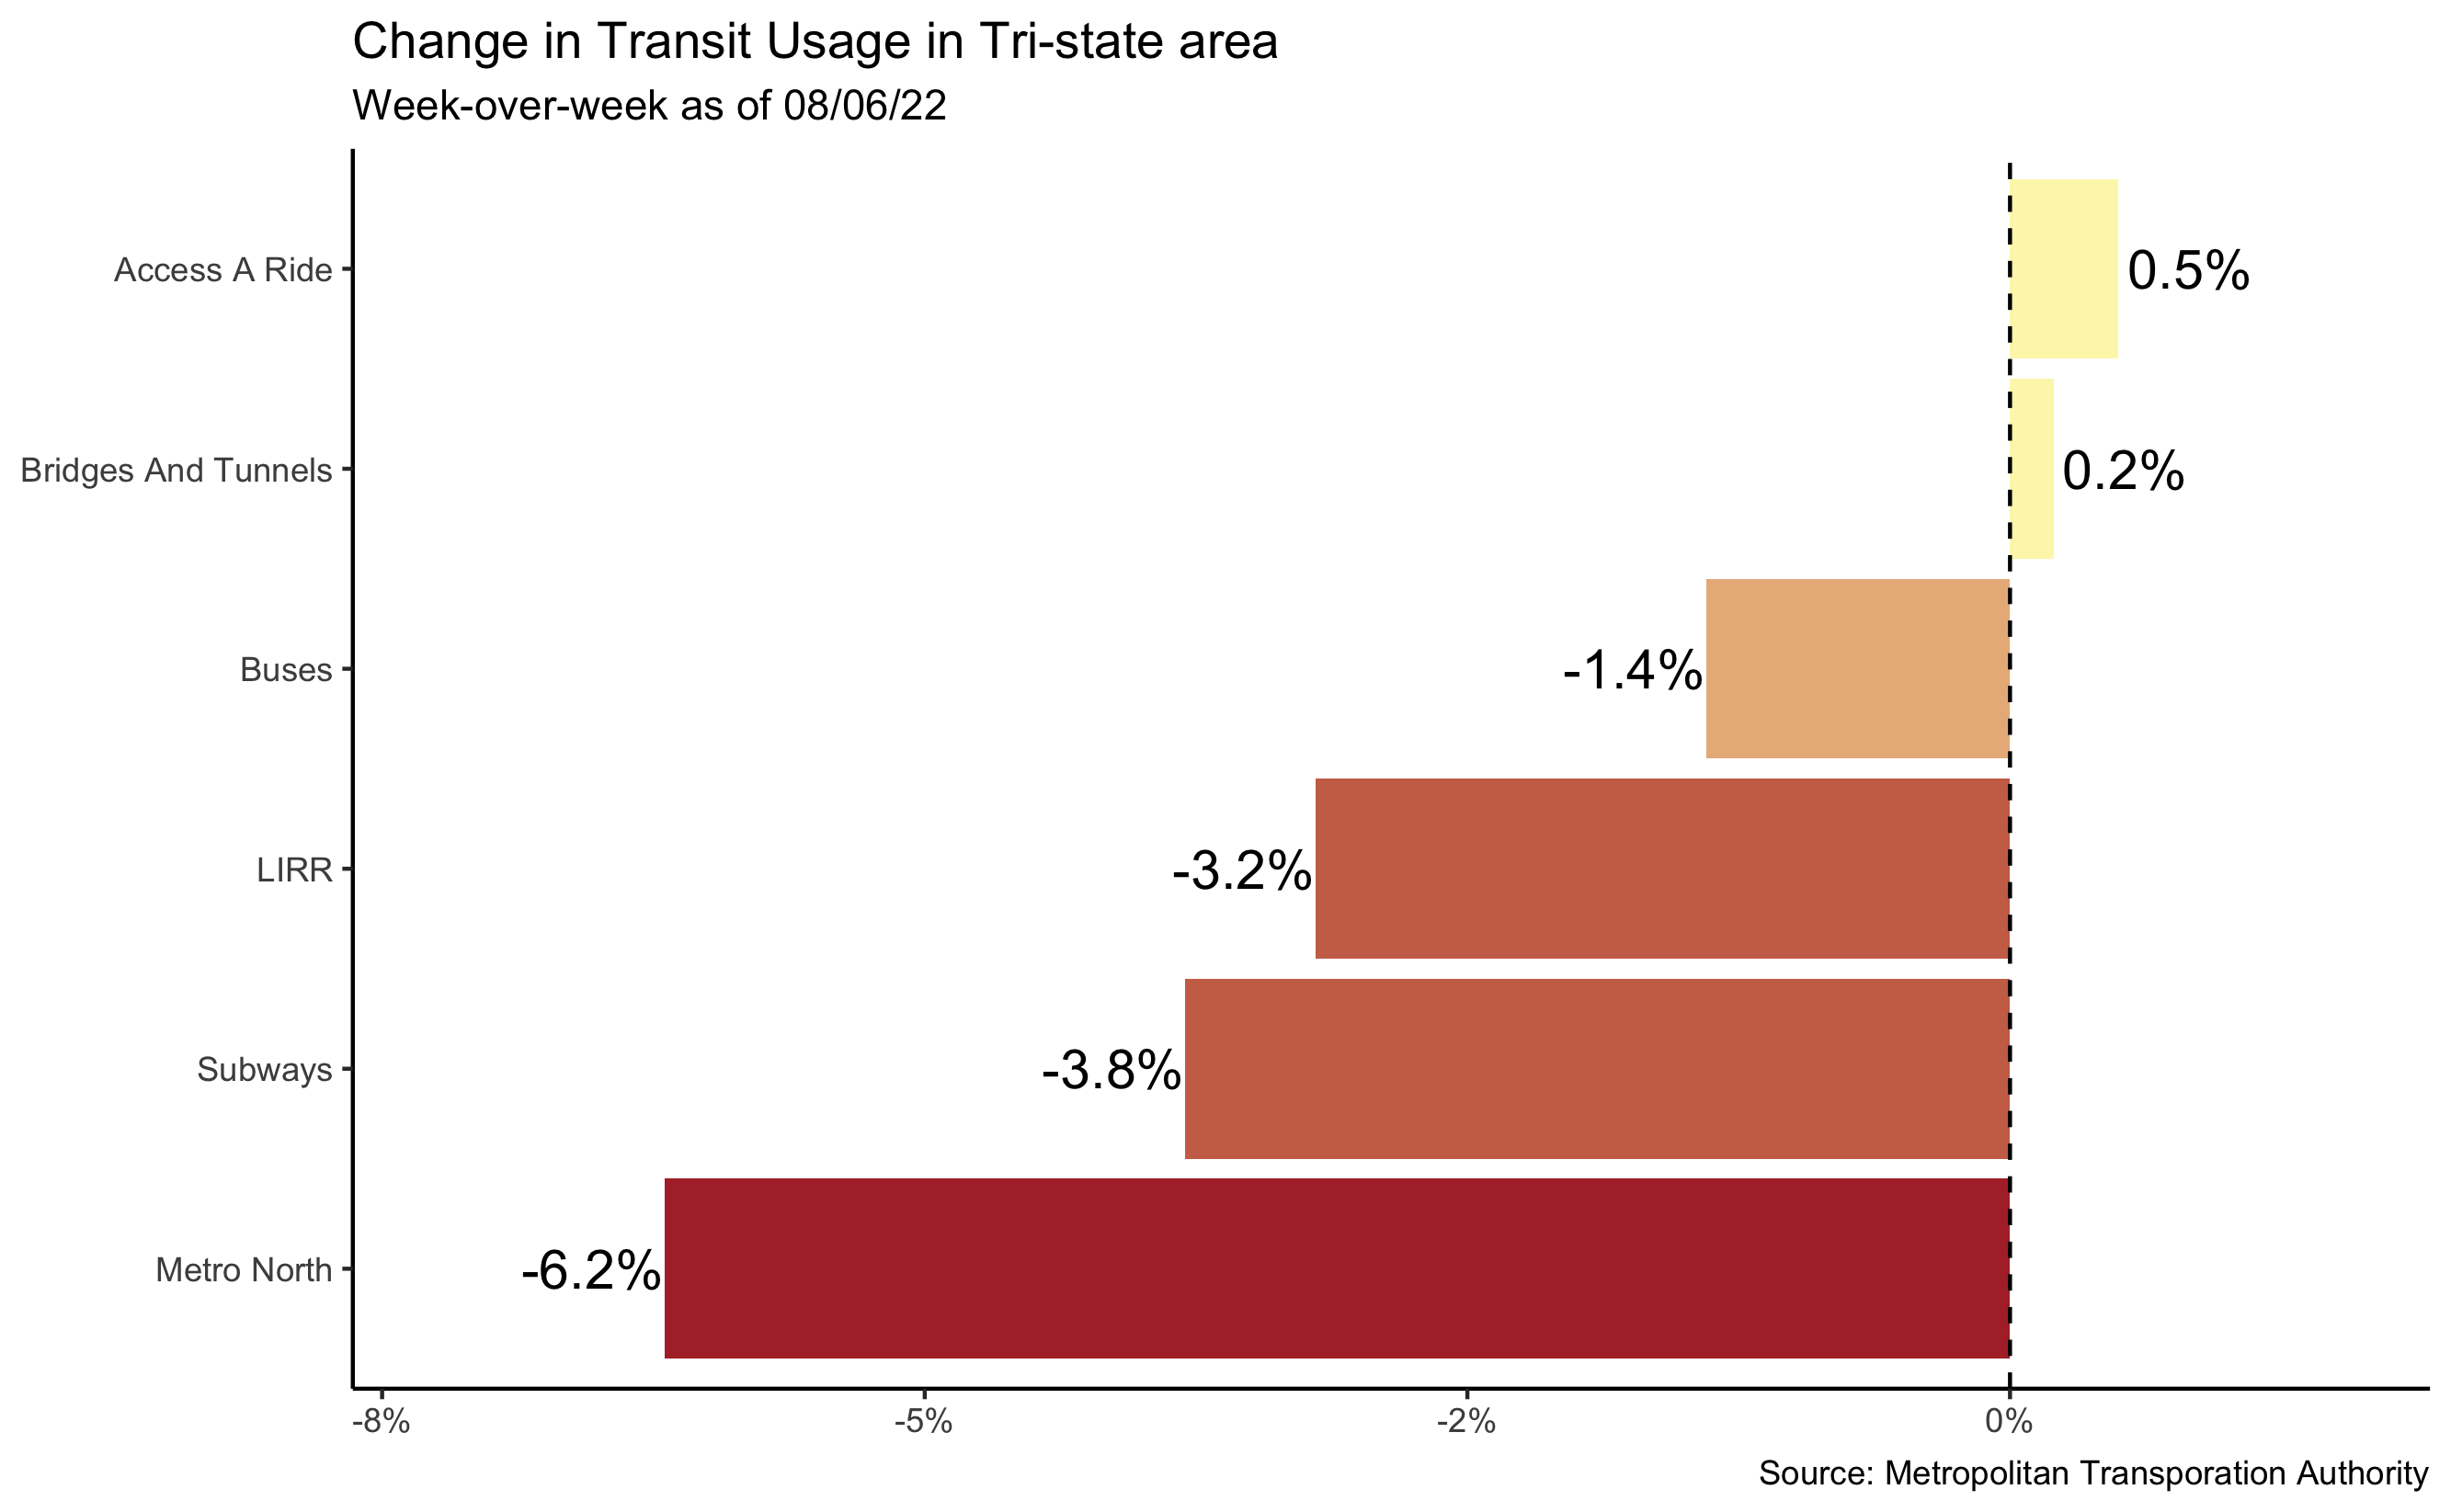 Change in Transit Usage in Tri-state area
Week-over-week as of 08/06/22
Access A Ride
0.5%
Bridges And Tunnels
0.2%
Buses
-1.4%
LIRR
-3.2%
Subways
-3.8%
Metro North
-6.2%
-8%
-5%
-2%
0%
Source: Metropolitan Transporation Authority